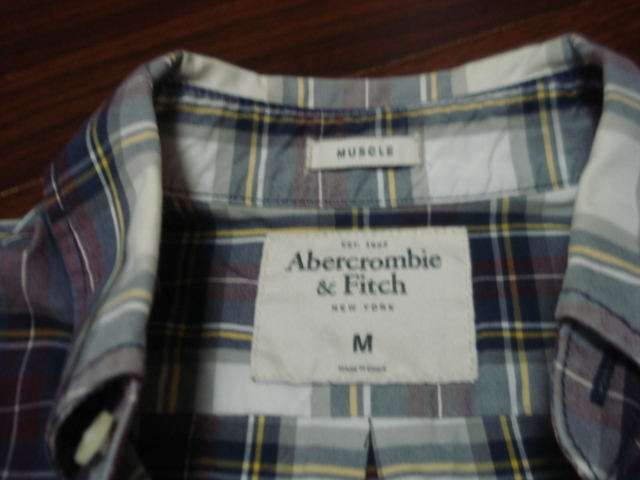 MUSCLE
EST. 1892
Abercrombie
& Fitch
NEW YORK
M